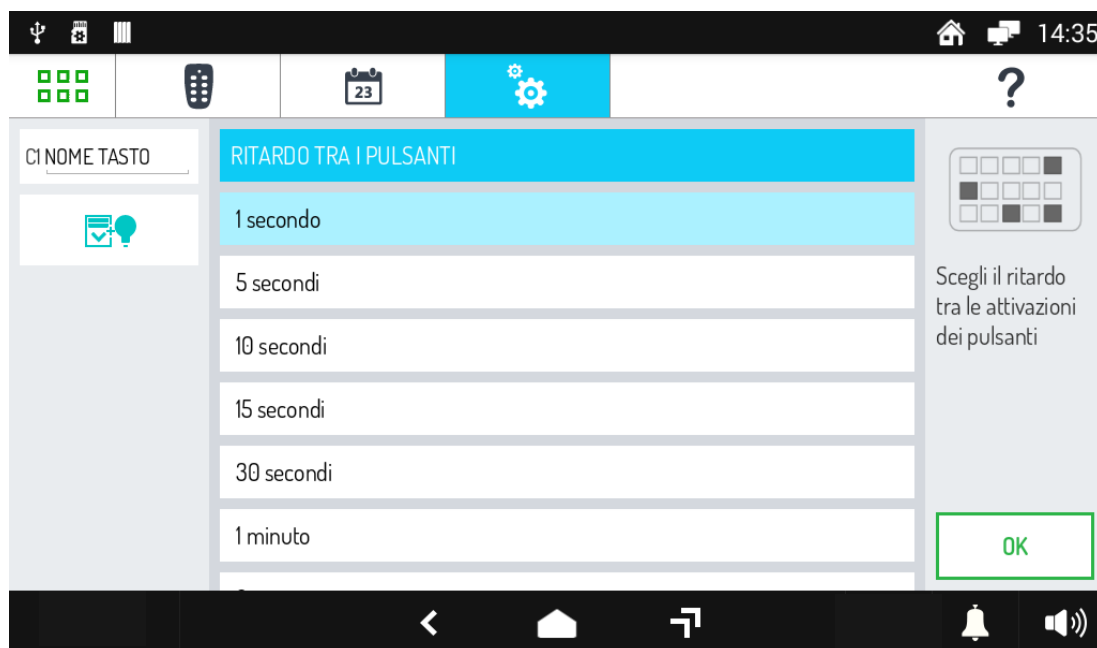 14:35
23
?
C1 NOME TASTO
RITARDO TRA I PULSANTI
1 secondo
5 secondi
10 secondi
15 secondi
30 secondi
1 minuto
Scegli il ritardo
tra le attivazioni
dei pulsanti
OK